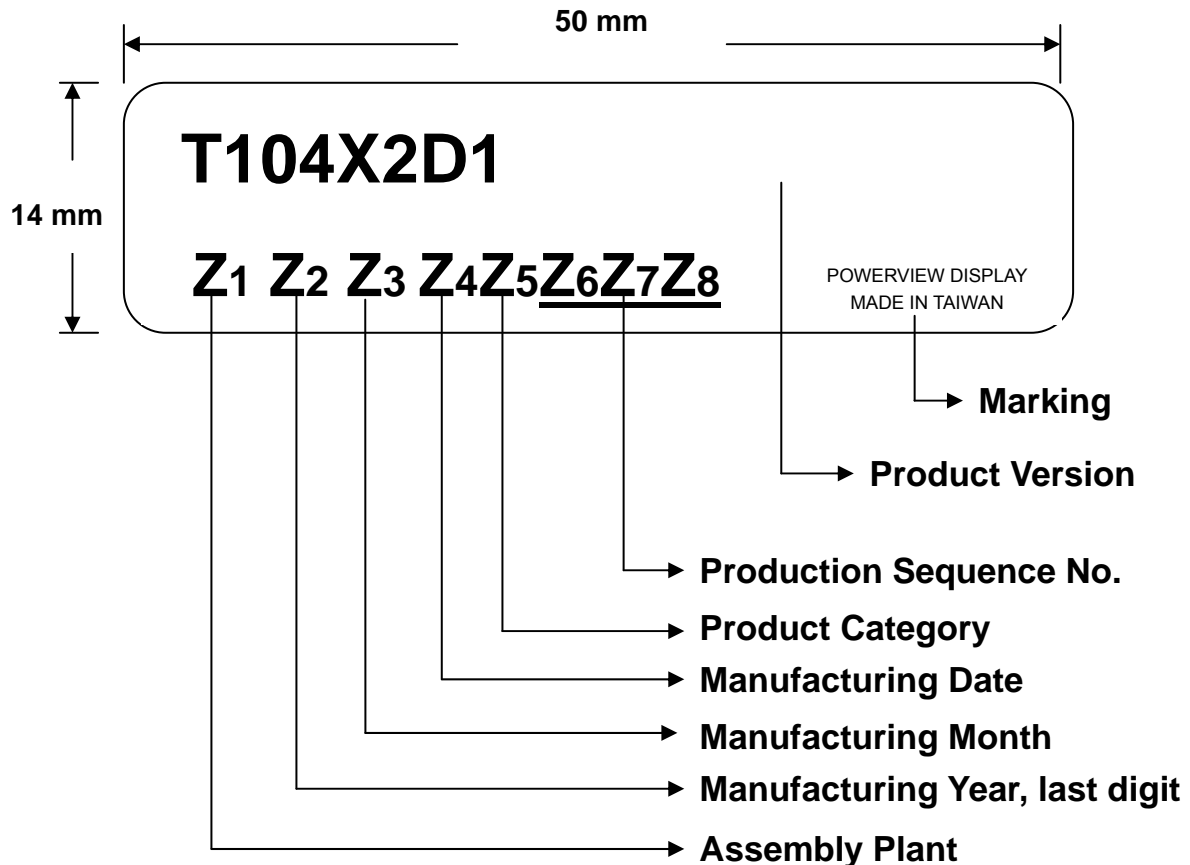 50 mm
T104X2D1
14 mm
Z1 Z2 Z3 Z4Z5Z6Z7Z8
POWERVIEW DISPLAY
MADE IN TAIWAN
Marking
Product Version
Production Sequence No.
Product Category
Manufacturing Date
Manufacturing Month
Manufacturing Year, last digit
Assembly Plant